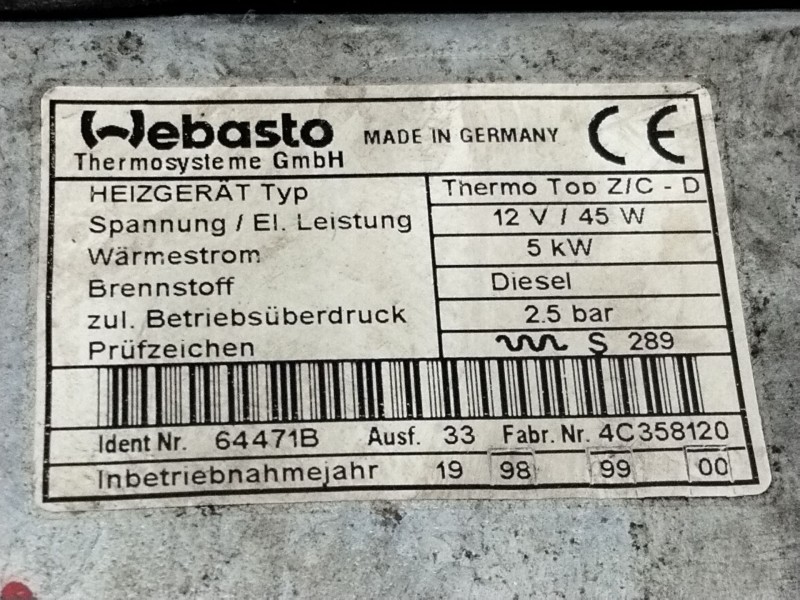 Webasto MADE IN GERMANY CE
Thermosysteme GmbH
HEIZGERÄT Typ Thermo Top Z/C - D
Spannung / El. Leistung 12 V / 45 W
Wärmestrom 5 kW
Brennstoff Diesel
zul. Betriebsüberdruck 2.5 bar
Prüfzeichen S 289
Ident Nr. 64471B Ausf. 33 Fabr. Nr. 4C358120
Inbetriebnahmejahr 19 98 99 00